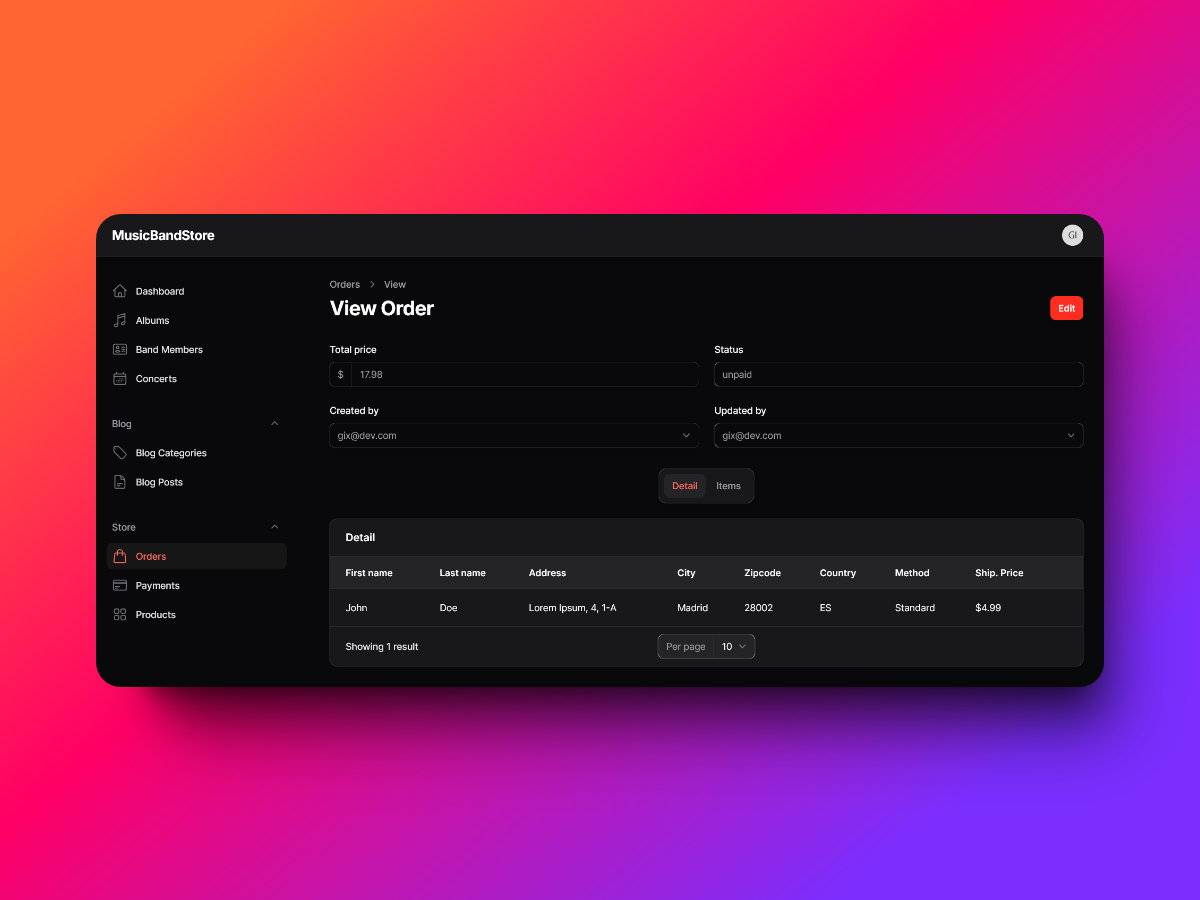 MusicBandStore
GI
Dashboard
Albums
Band Members
Concerts
Blog
Blog Categories
Blog Posts
Store
Orders
Payments
Products
Orders > View
View Order
Edit
Total price
$ 17.98
Status
unpaid
Created by
gix@dev.com
Updated by
gix@dev.com
Detail Items
Detail
First name Last name Address City Zipcode Country Method Ship. Price
John Doe Lorem Ipsum, 4, 1-A Madrid 28002 ES Standard $4.99
Showing 1 result
Per page 10